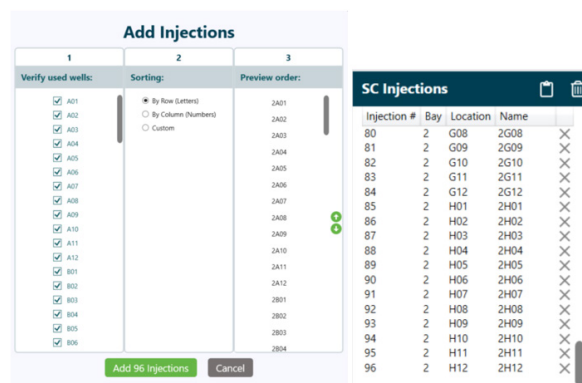 Add Injections
1 2 3
Verify used wells: Sorting: Preview order:
A01
A02
A03
A04
A05
A06
A07
A08
A09
A10
A11
A12
B01
B02
B03
B04
B05
B06
By Row (Letters)
By Column (Numbers)
Custom
2A01
2A02
2A03
2A04
2A05
2A06
2A07
2A08
2A09
2A10
2A11
2A12
2B01
2B02
2B03
2B04
Add 96 Injections Cancel
SC Injections
Injection # Bay Location Name
80 2 G08 2G08
81 2 G09 2G09
82 2 G10 2G10
83 2 G11 2G11
84 2 G12 2G12
85 2 H01 2H01
86 2 H02 2H02
87 2 H03 2H03
88 2 H04 2H04
89 2 H05 2H05
90 2 H06 2H06
91 2 H07 2H07
92 2 H08 2H08
93 2 H09 2H09
94 2 H10 2H10
95 2 H11 2H11
96 2 H12 2H12